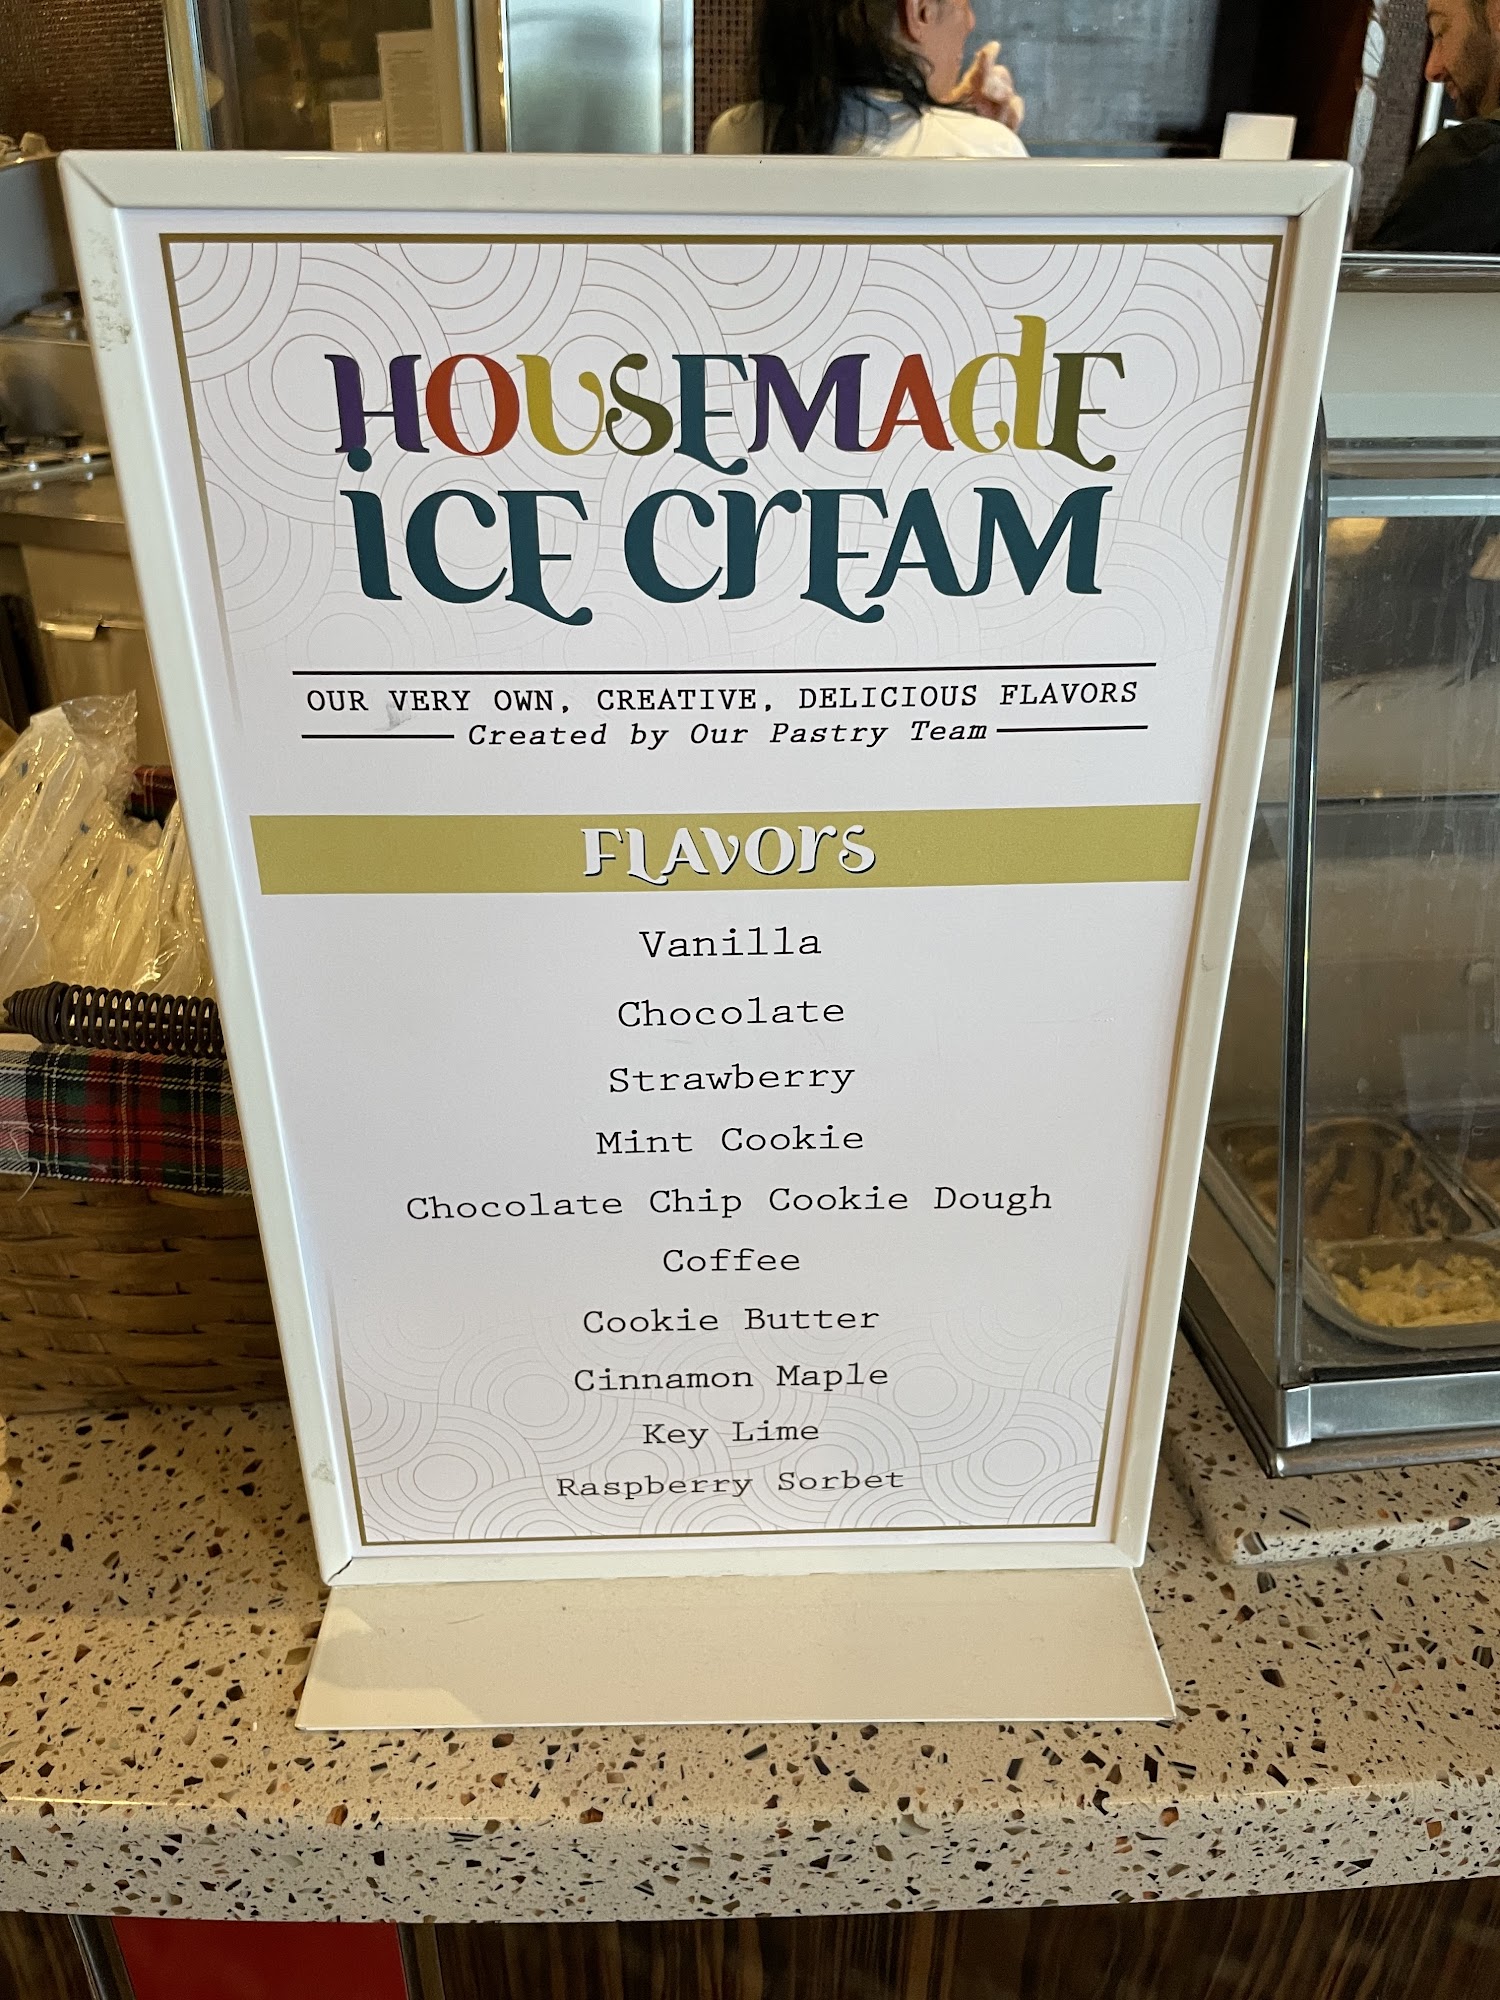 HOUSEMADE
iCE CrEAM
OUR VERY OWN, CREATIVE, DELICIOUS FLAVORS
Created by Our Pastry Team
FLAVOrS
Vanilla
Chocolate
Strawberry
Mint Cookie
Chocolate Chip Cookie Dough
Coffee
Cookie Butter
Cinnamon Maple
Key Lime
Raspberry Sorbet